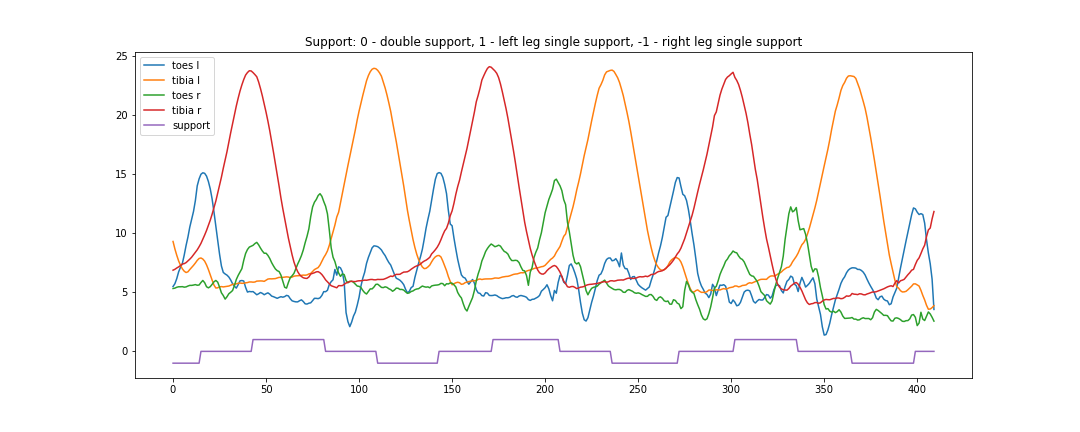 Support: 0 - double support, 1 - left leg single support, -1 - right leg single support
25
20
15
10
5
0
toes l
tibia l
toes r
tibia r
support
0 50 100 150 200 250 300 350 400